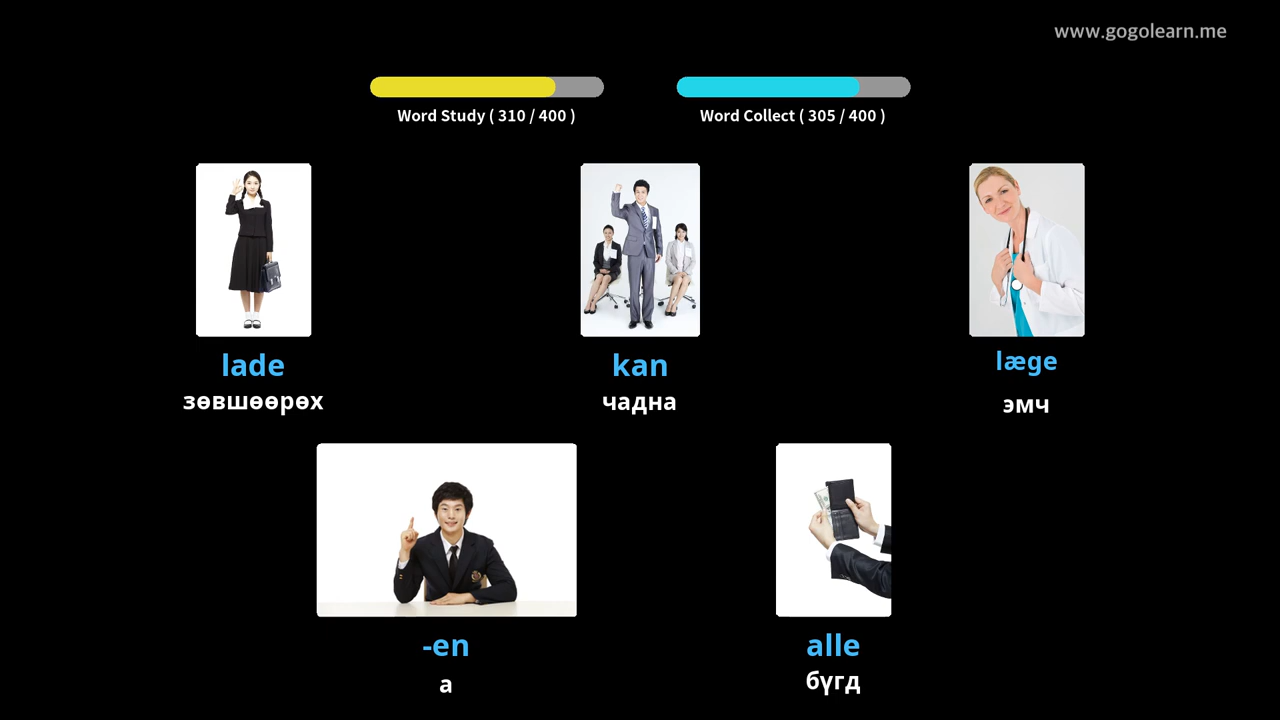 www.gogolearn.me
Word Study ( 310 / 400 )
Word Collect ( 305 / 400 )
lade
зөвшөөрөх
kan
чадна
læge
эмч
-en
а
alle
бүгд